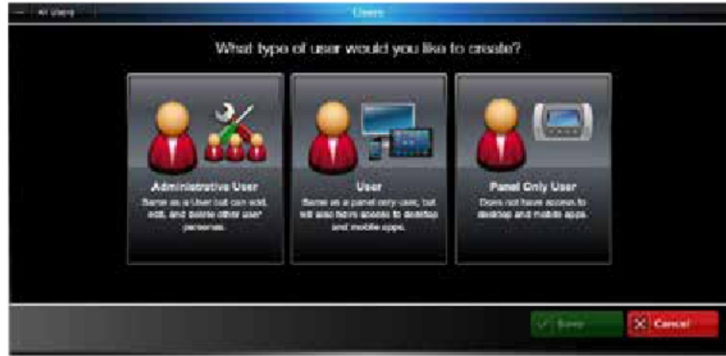 All Users
Users
What type of user would you like to create?
Administrative User
Same as a User but can add,
edit, and delete other user
personas.
User
Same as a panel only user, but
will also have access to desktop
and mobile apps.
Panel Only User
Does not have access to
desktop and mobile apps.
Save
Cancel